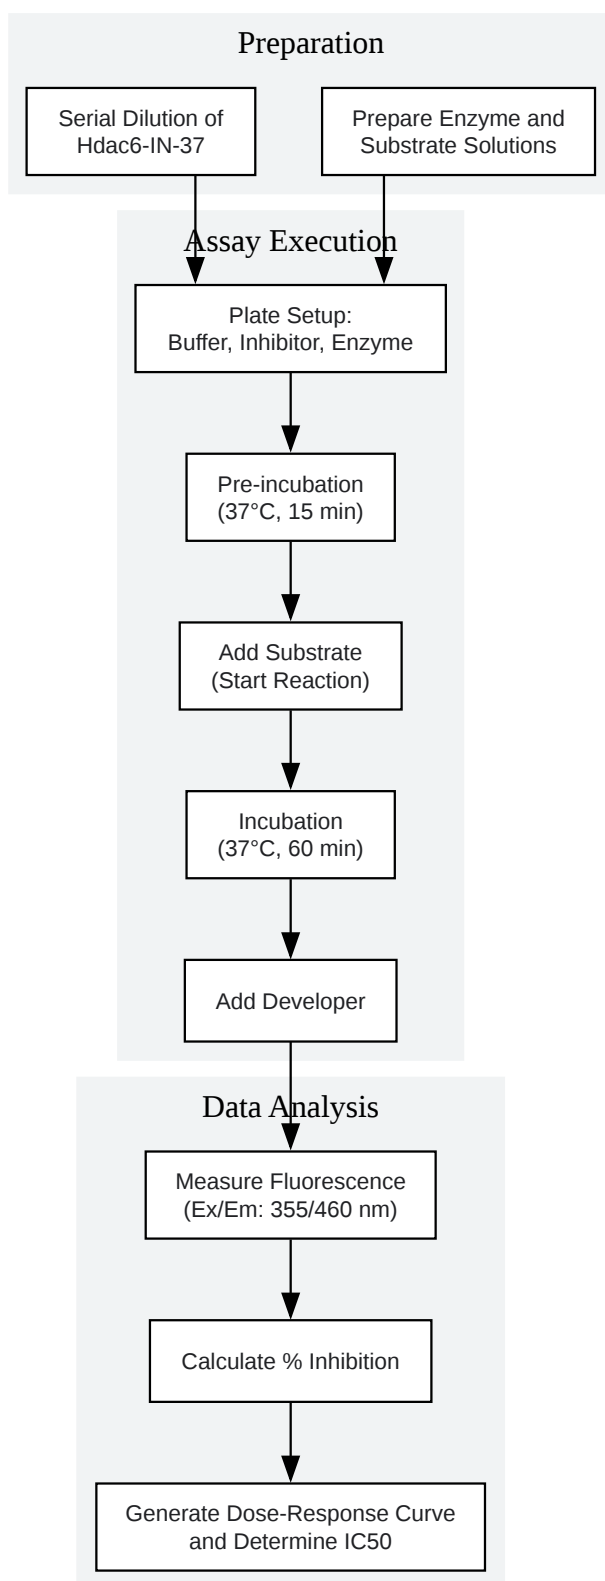 Preparation
Serial Dilution of
Hdac6-IN-37
Prepare Enzyme and
Substrate Solutions
Assay Execution
Plate Setup:
Buffer, Inhibitor, Enzyme
Pre-incubation
(37°C, 15 min)
Add Substrate
(Start Reaction)
Incubation
(37°C, 60 min)
Add Developer
Data Analysis
Measure Fluorescence
(Ex/Em: 355/460 nm)
Calculate % Inhibition
Generate Dose-Response Curve
and Determine IC50